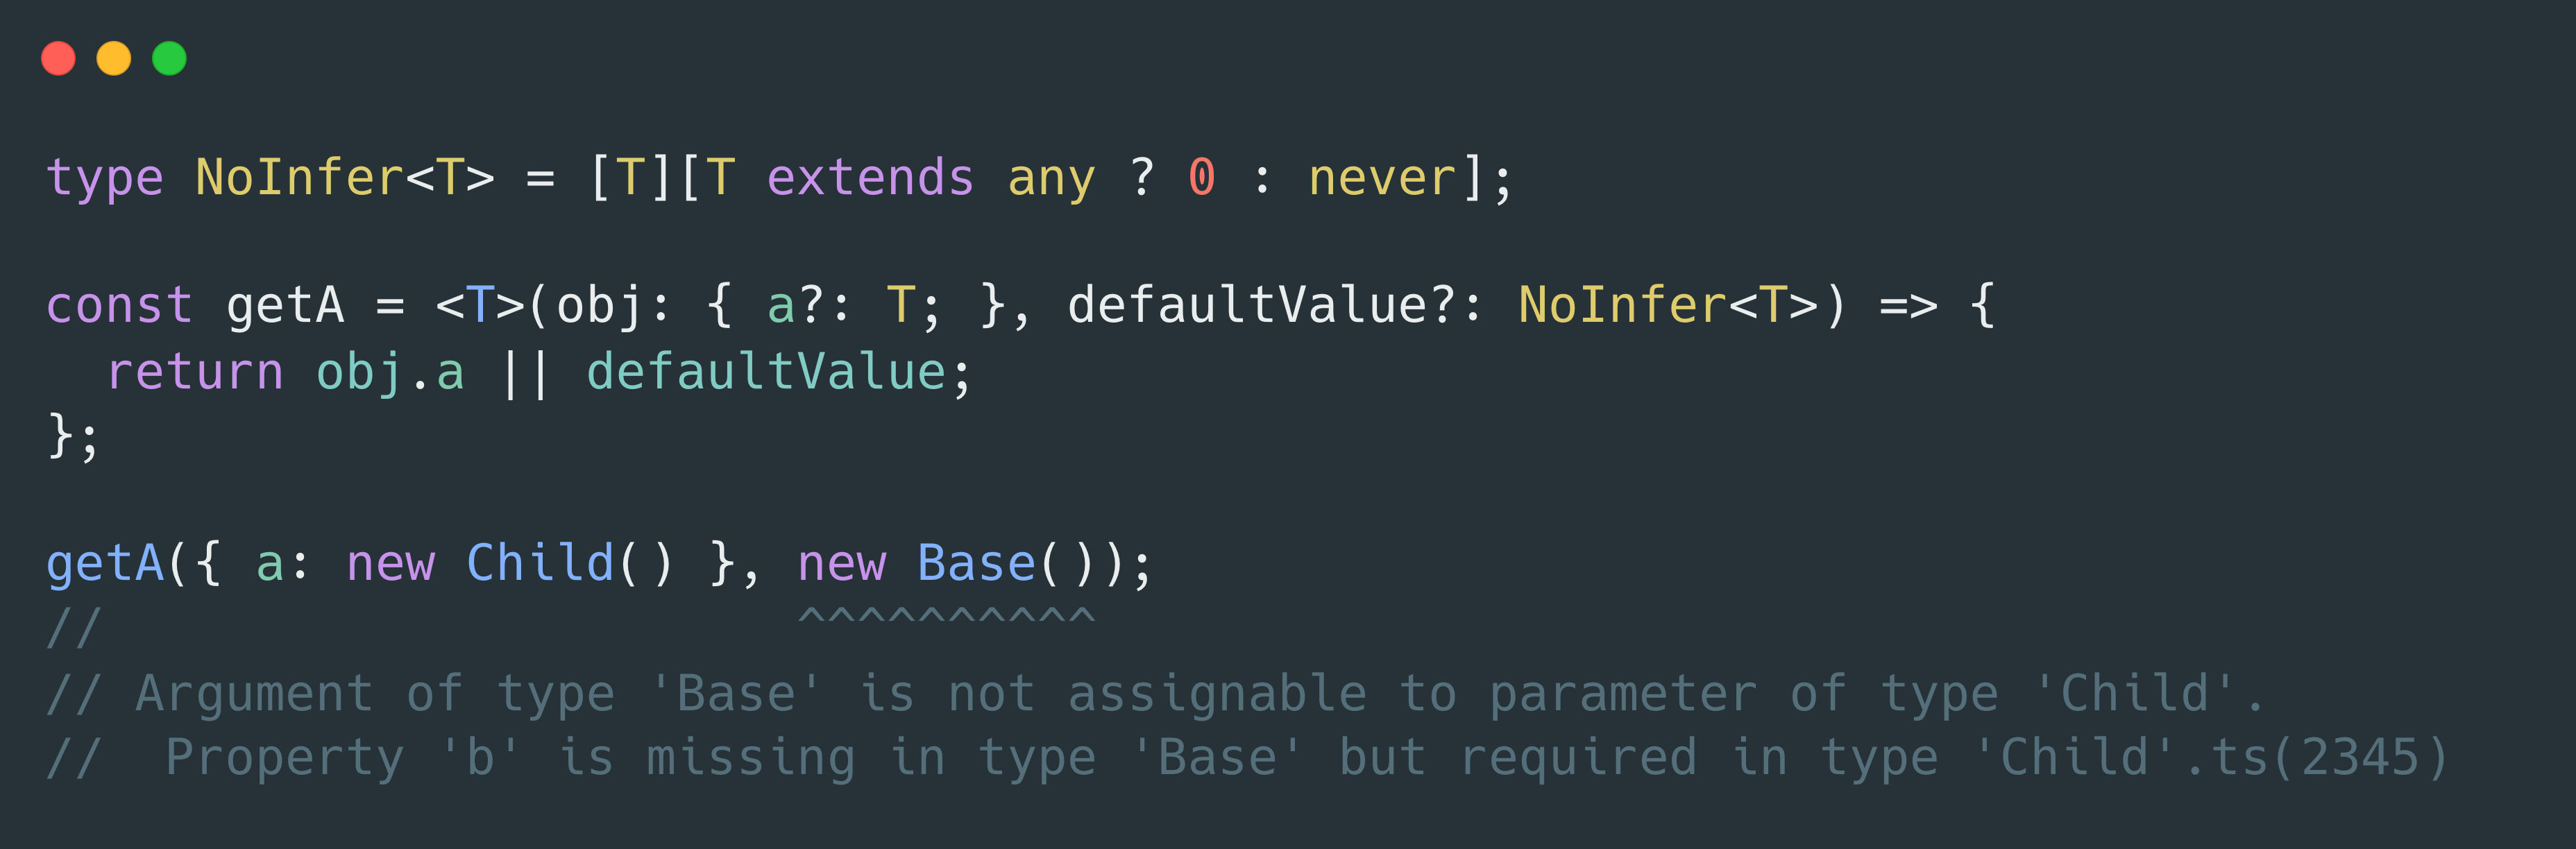 type NoInfer<T> = [T][T extends any ? 0 : never];
const getA = <T>(obj: { a?: T; }, defaultValue?: NoInfer<T>) => {
  return obj.a || defaultValue;
};
getA({ a: new Child() }, new Base());
//                       ^^^^^^^^^^
// Argument of type 'Base' is not assignable to parameter of type 'Child'.
//  Property 'b' is missing in type 'Base' but required in type 'Child'.ts(2345)